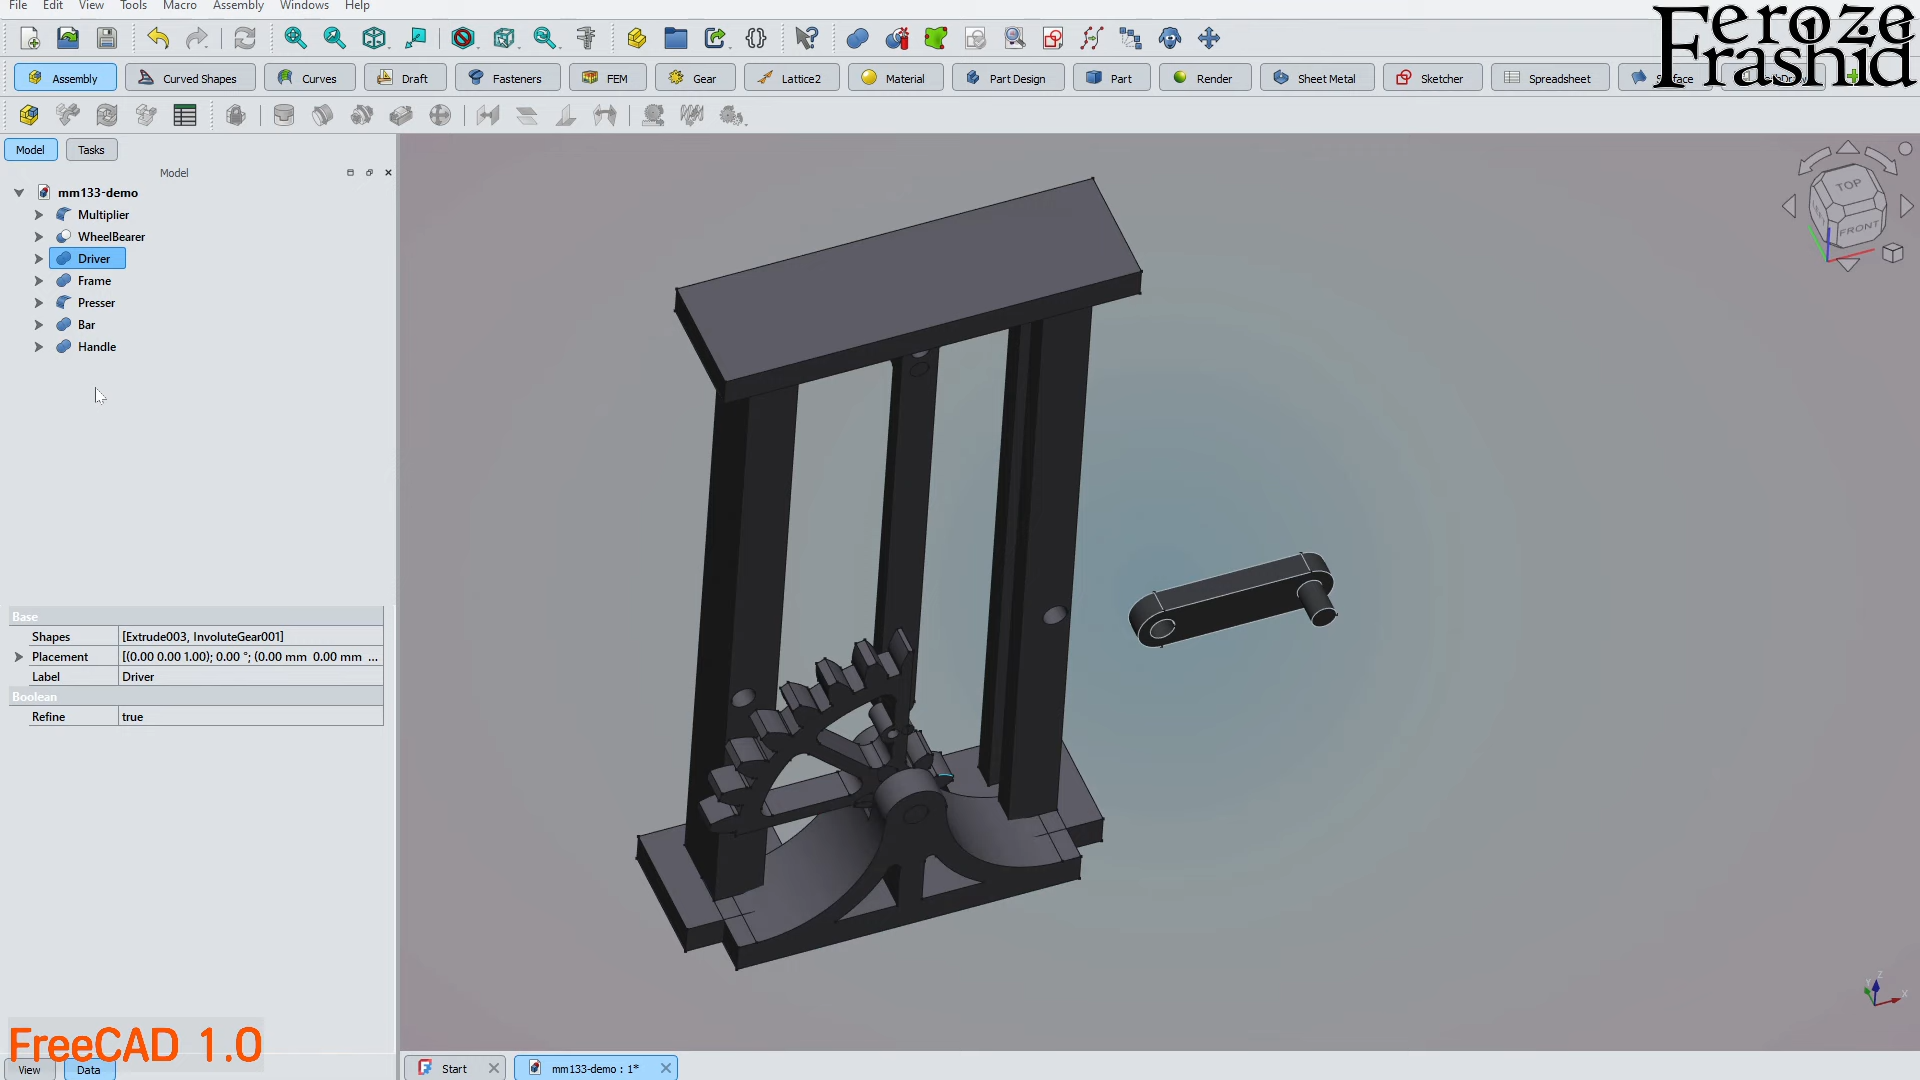 File Edit View Tools Macro Assembly Windows Help
Feroze
Frashid
Assembly Curved Shapes Curves Draft Fasteners FEM Gear Lattice2 Material Part Design Part Render Sheet Metal Sketcher Spreadsheet
Model Tasks
Model
mm133-demo
Multiplier
WheelBearer
Driver
Frame
Presser
Bar
Handle
TOP
FRONT
Base
Shapes [Extrude003, InvoluteGear001]
Placement [(0.00 0.00 1.00); 0.00 °; (0.00 mm 0.00 mm ...
Label Driver
Boolean
Refine true
FreeCAD 1.0
View Data
Start mm133-demo : 1*